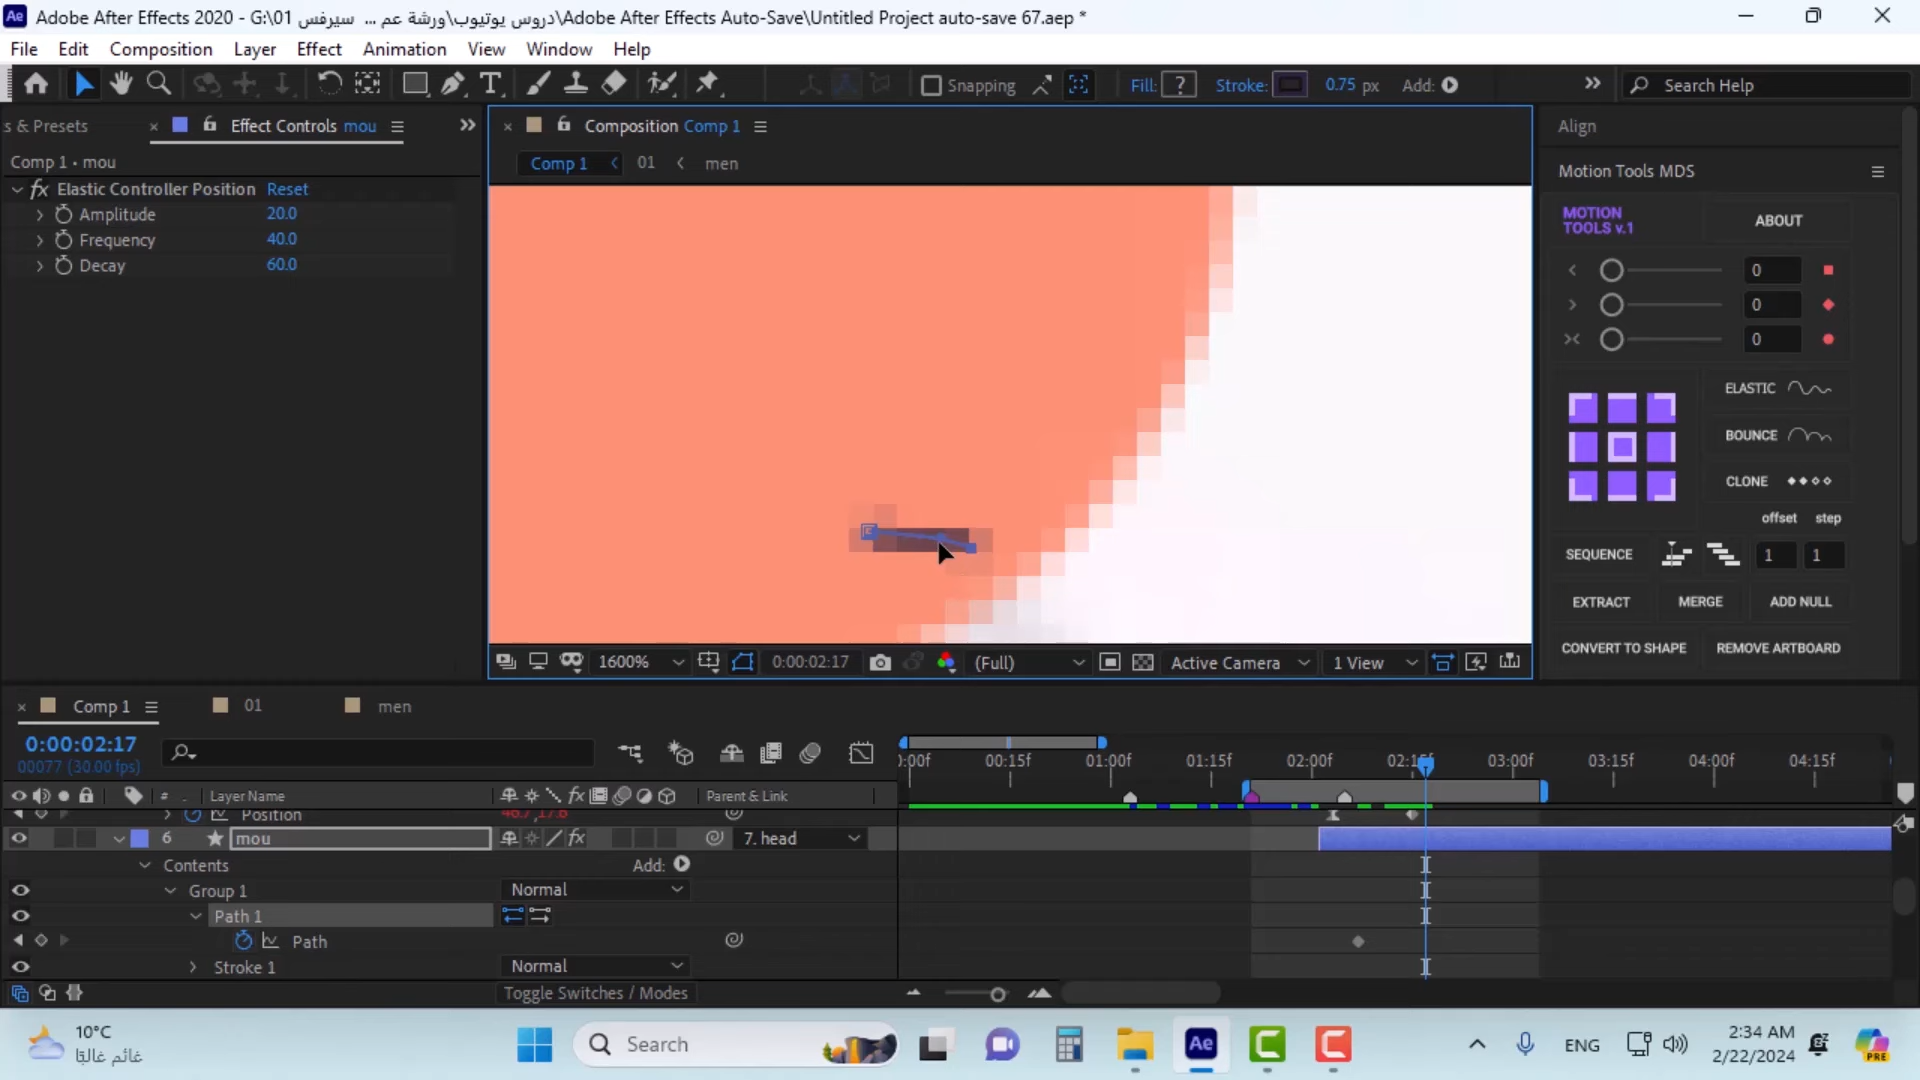 Adobe After Effects 2020 - G:\01 دروس يوتيوب\ورشة عم ... سيرفس\Adobe After Effects Auto-Save\Untitled Project auto-save 67.aep *
File Edit Composition Layer Effect Animation View Window Help
Snapping Fill: ? Stroke: 0.75 px Add: Search Help
s & Presets × Effect Controls mou
Comp 1 • mou
fx Elastic Controller Position Reset
Amplitude 20.0
Frequency 40.0
Decay 60.0
× Composition Comp 1
Comp 1 01 men
1600% 0:00:02:17 (Full) Active Camera 1 View
Align
Motion Tools MDS
MOTION
TOOLS v.1
ABOUT
0
0
0
ELASTIC
BOUNCE
CLONE
offset step
SEQUENCE 1 1
EXTRACT MERGE ADD NULL
CONVERT TO SHAPE REMOVE ARTBOARD
× Comp 1 01 men
0:00:02:17
00077 (30.00 fps)
:00f 00:15f 01:00f 01:15f 02:00f 02:15f 03:00f 03:15f 04:00f 04:15f
# Layer Name Parent & Link
Position 46.7,17.6
6 mou 7. head
Contents Add:
Group 1 Normal
Path 1
Path
Stroke 1 Normal
Toggle Switches / Modes
10°C
غائم غالبًا
Search
ENG
2:34 AM
2/22/2024
PRE